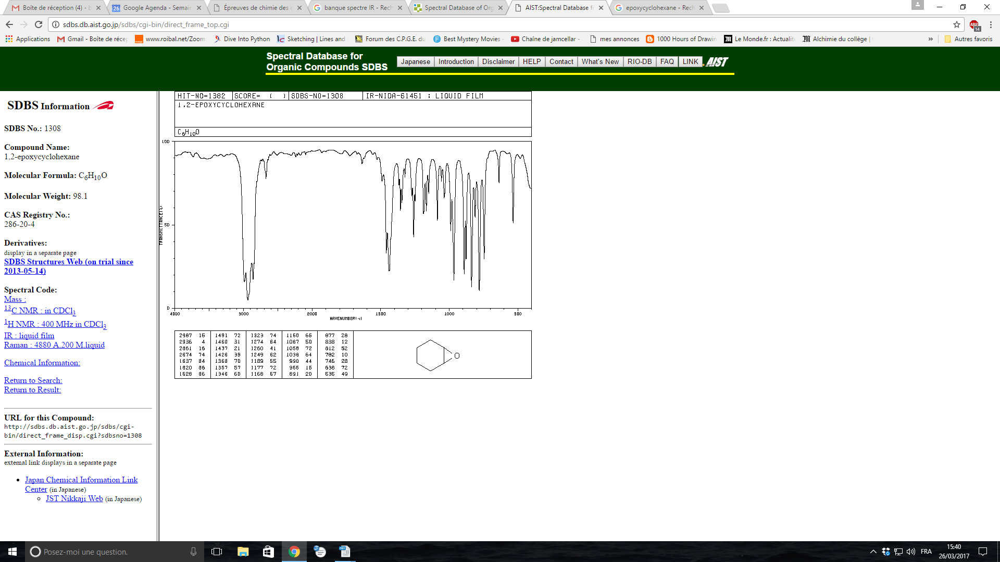 Boîte de réception (4) - b
Google Agenda - Semain
Épreuves de chimie des c
banque spectre IR - Rech
Spectral Database of Org
AIST:Spectral Database fo
epoxycyclohexane - Rech
sdbs.db.aist.go.jp/sdbs/cgi-bin/direct_frame_top.cgi
ABP
14
Applications
Gmail - Boîte de récep
www.roibal.net/Zoom
Dive Into Python
Sketching | Lines and
Forum des C.P.G.E. du
Best Mystery Movies -
Chaîne de jamcellar -
mes annonces
1000 Hours of Drawin
Le Monde.fr : Actualit
Alchimie du collège |
»
Autres favoris
Spectral Database for
Organic Compounds SDBS
Japanese Introduction Disclaimer HELP Contact What's New RIO-DB FAQ LINK AIST
SDBS Information
SDBS No.: 1308
Compound Name:
1,2-epoxycyclohexane
Molecular Formula: C6H10O
Molecular Weight: 98.1
CAS Registry No.:
286-20-4
Derivatives:
display in a separate page
SDBS Structures Web (on trial since
2013-05-14)
Spectral Code:
Mass :
13C NMR : in CDCl3
1H NMR : 400 MHz in CDCl3
IR : liquid film
Raman : 4880 A,200 M,liquid
Chemical Information:
Return to Search:
Return to Result:
URL for this Compound:
http://sdbs.db.aist.go.jp/sdbs/cgi-
bin/direct_frame_disp.cgi?sdbsno=1308
External Information:
external link displays in a separate page
Japan Chemical Information Link
Center (in Japanese)
JST Nikkaji Web (in Japanese)
HIT-NO=1382 SCORE= ( ) SDBS-NO=1308 IR-NIDA-61451 : LIQUID FILM
1,2-EPOXYCYCLOHEXANE
C6H10O
100
50
0
TRANSMITTANCE(%)
4000 3000 2000 1500 1000 500
WAVENUMBER(-1)
2987 15 1491 72 1323 74 1150 66 877 28
2936 4 1460 31 1274 64 1087 50 838 12
2861 16 1437 21 1260 41 1058 72 812 52
2674 74 1426 39 1249 62 1038 64 782 10
1637 84 1368 70 1189 55 990 44 746 28
1620 86 1357 57 1177 72 966 16 638 72
1528 86 1346 60 1168 57 891 20 535 49
O
Posez-moi une question.
FRA
15:40
26/03/2017